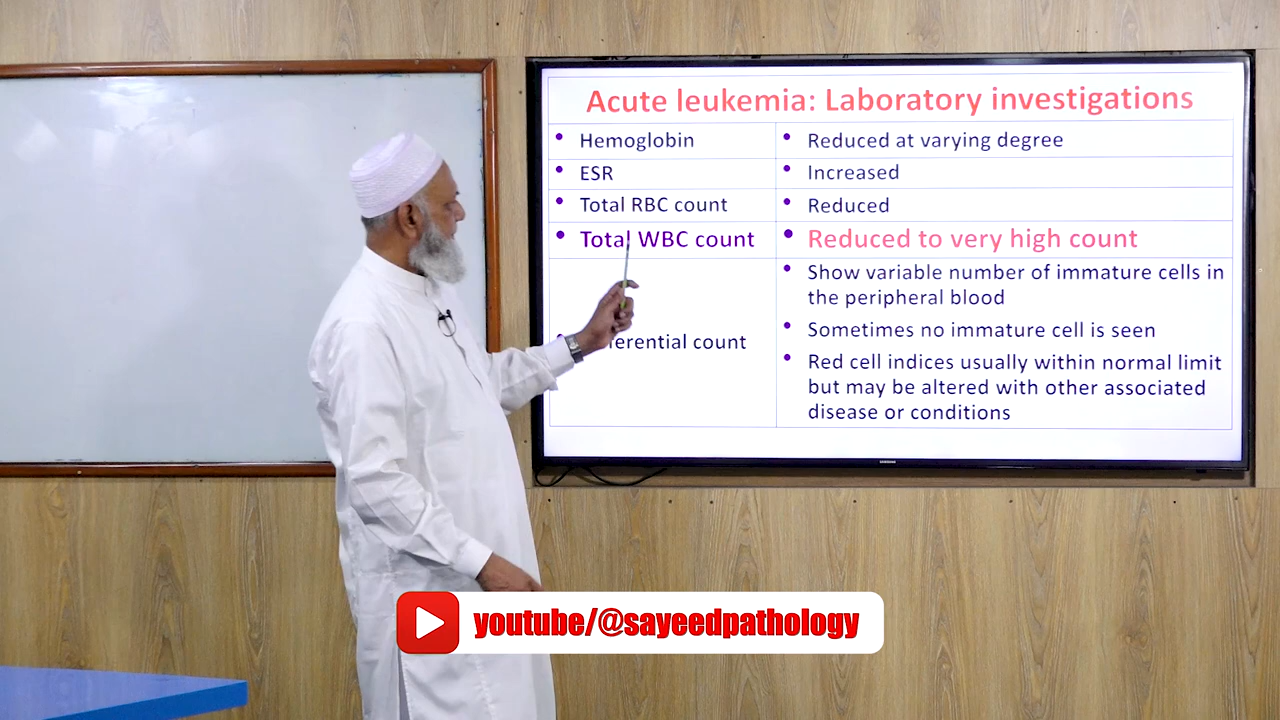 Acute leukemia: Laboratory investigations
• Hemoglobin • Reduced at varying degree
• ESR • Increased
• Total RBC count • Reduced
• Total WBC count • Reduced to very high count
• Show variable number of immature cells in
the peripheral blood
• Sometimes no immature cell is seen
erential count
• Red cell indices usually within normal limit
but may be altered with other associated
disease or conditions
SAMSUNG
youtube/@sayeedpathology